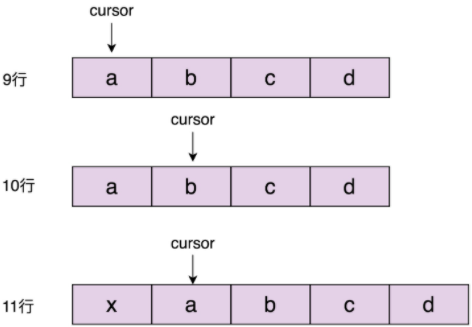 cursor
9行 a b c d
cursor
10行 a b c d
cursor
11行 x a b c d